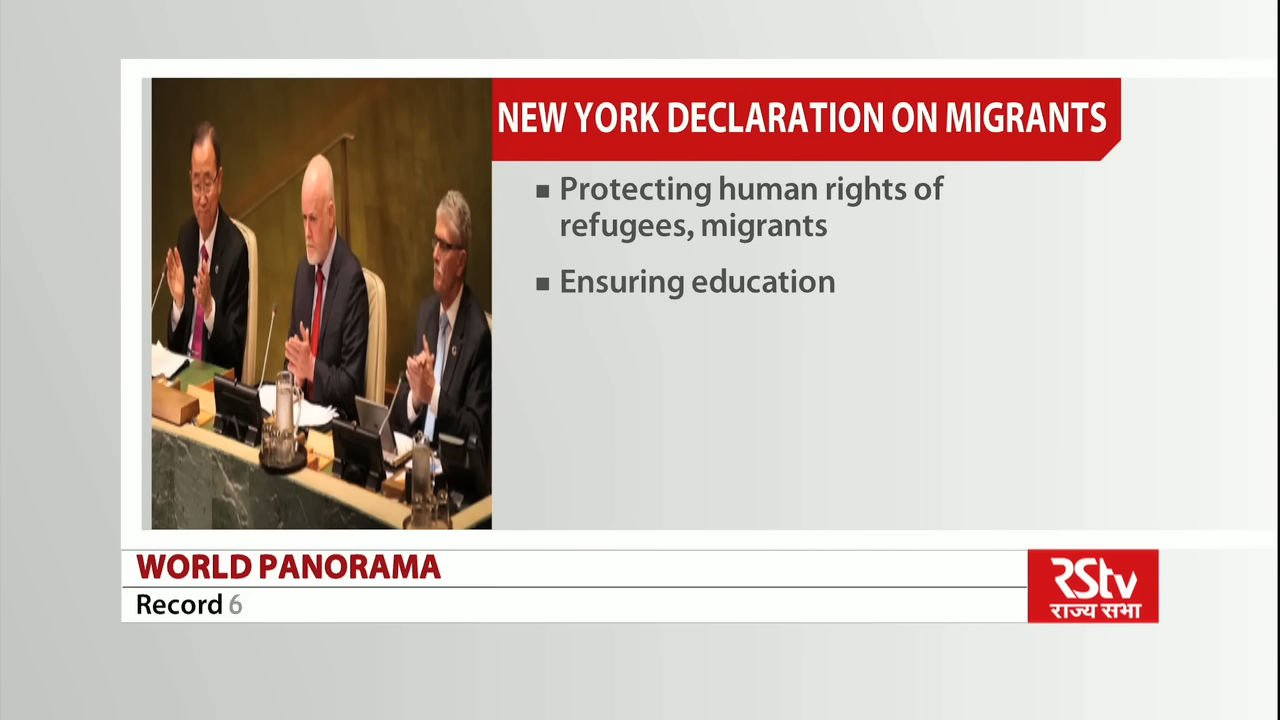 NEW YORK DECLARATION ON MIGRANTS
▪ Protecting human rights of
refugees, migrants
▪ Ensuring education
WORLD PANORAMA
Record 6
RStv
राज्य सभा